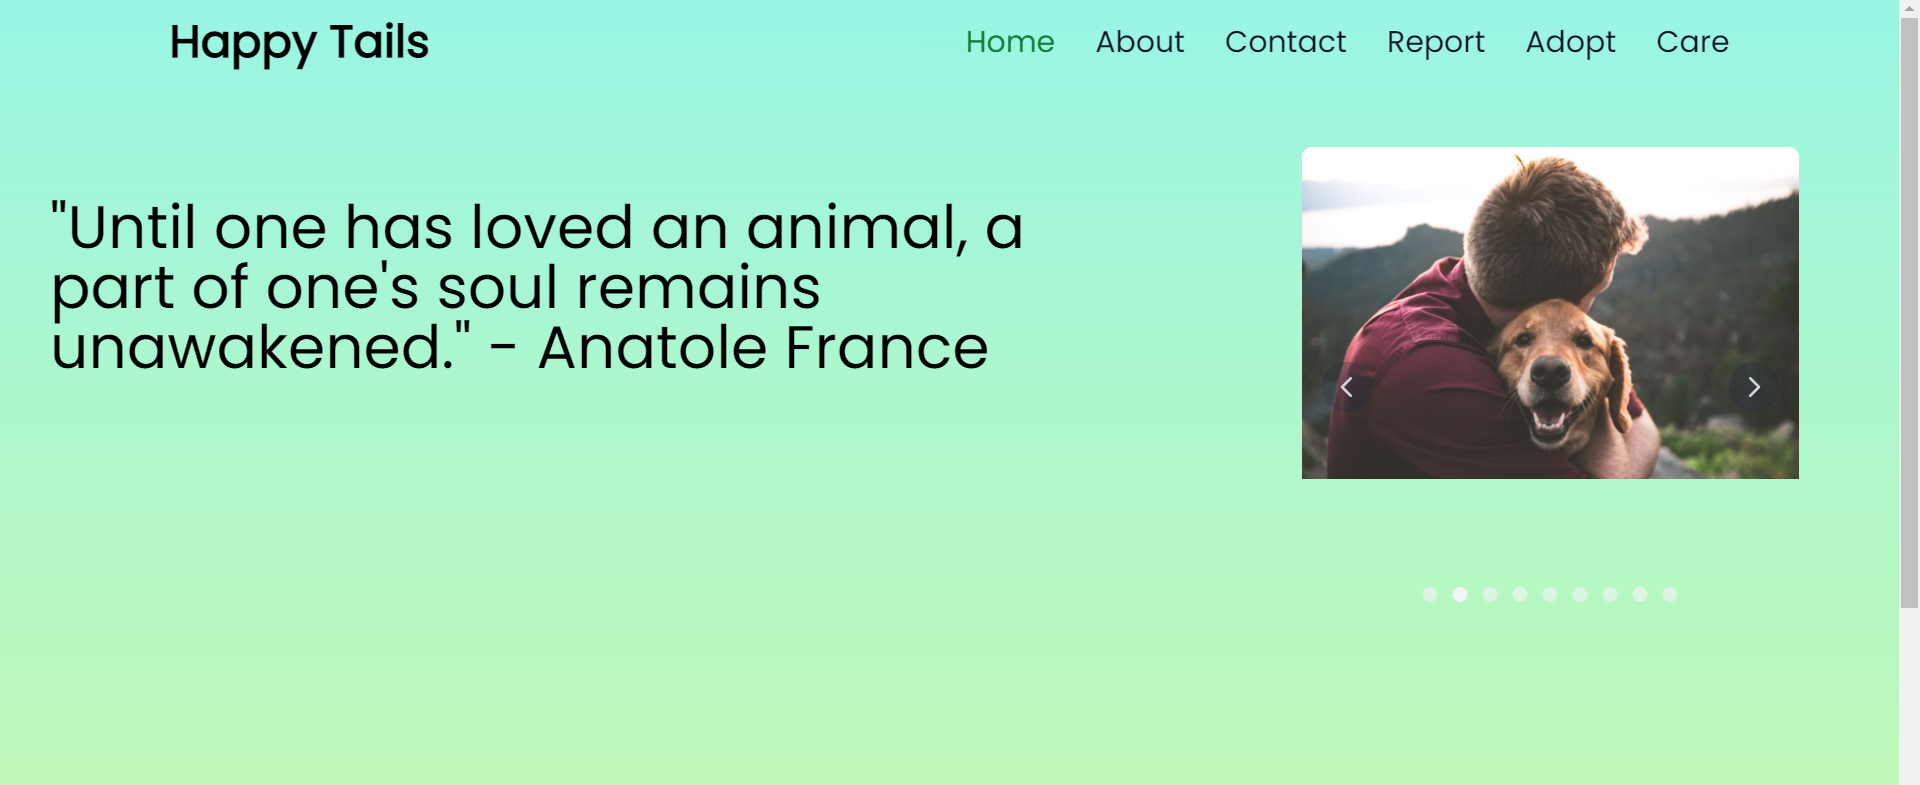 Happy Tails
Home About Contact Report Adopt Care
"Until one has loved an animal, a
part of one's soul remains
unawakened." - Anatole France